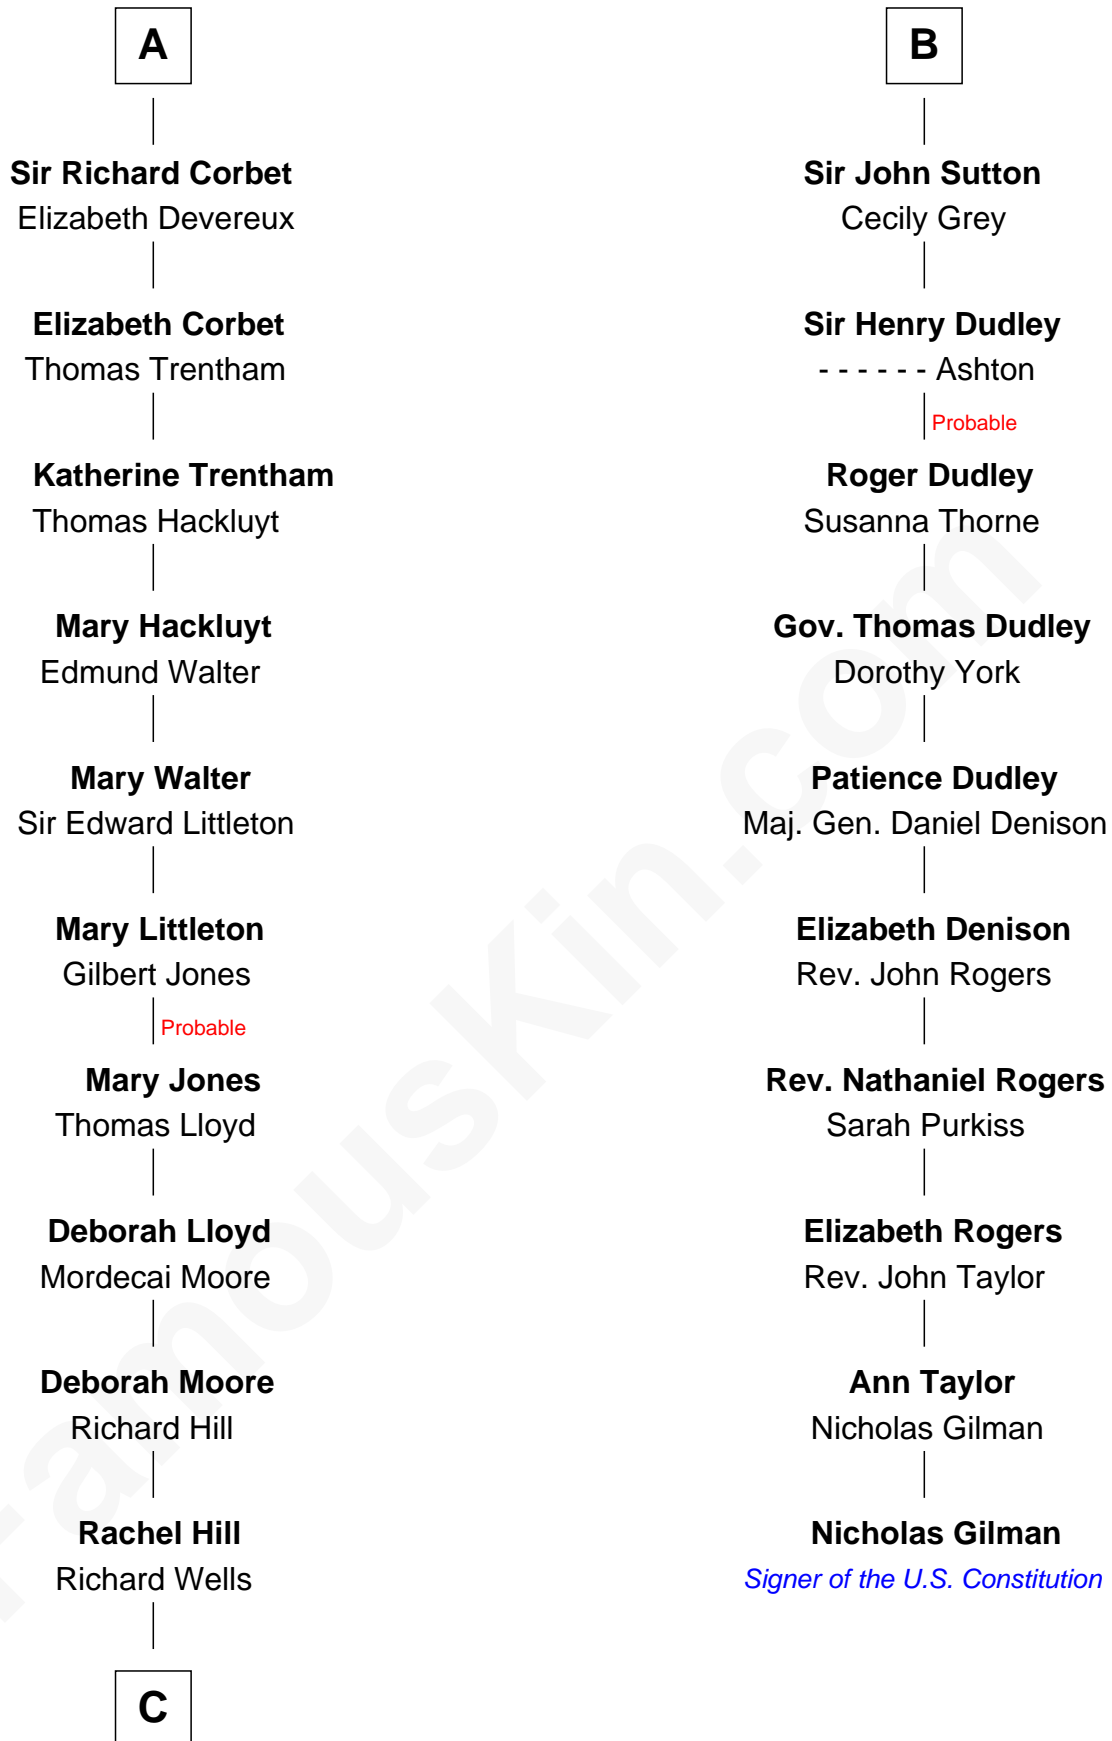 A
Sir Richard Corbet
Elizabeth Devereux
Elizabeth Corbet
Thomas Trentham
Katherine Trentham
Thomas Hackluyt
Mary Hackluyt
Edmund Walter
Mary Walter
Sir Edward Littleton
Mary Littleton
Gilbert Jones
Probable
Mary Jones
Thomas Lloyd
Deborah Lloyd
Mordecai Moore
Deborah Moore
Richard Hill
Rachel Hill
Richard Wells
C
B
Sir John Sutton
Cecily Grey
Sir Henry Dudley
- - - - - - Ashton
Probable
Roger Dudley
Susanna Thorne
Gov. Thomas Dudley
Dorothy York
Patience Dudley
Maj. Gen. Daniel Denison
Elizabeth Denison
Rev. John Rogers
Rev. Nathaniel Rogers
Sarah Purkiss
Elizabeth Rogers
Rev. John Taylor
Ann Taylor
Nicholas Gilman
Nicholas Gilman
Signer of the U.S. Constitution
FamousKin.com